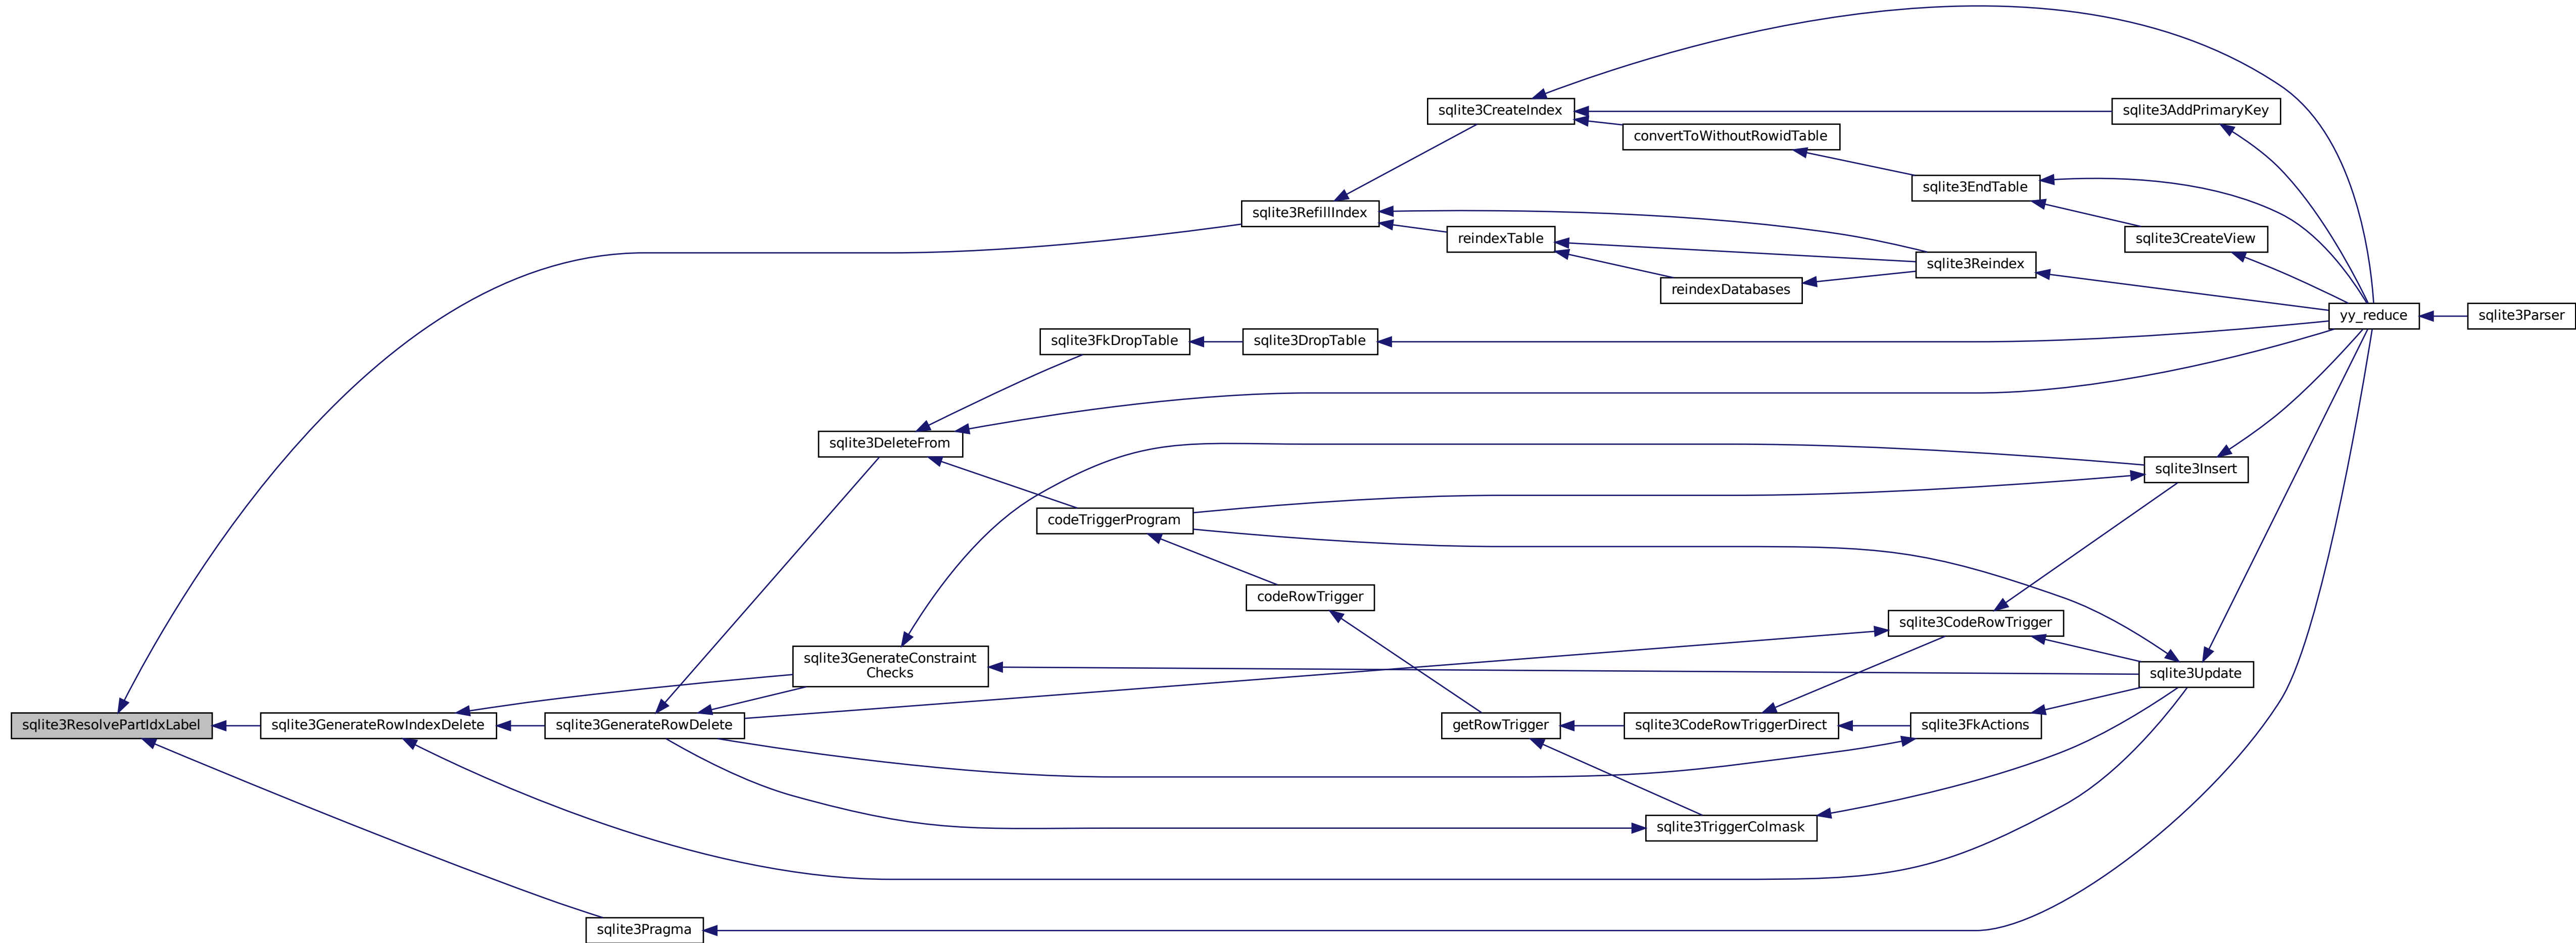 sqlite3CreateIndex
sqlite3AddPrimaryKey
convertToWithoutRowidTable
sqlite3EndTable
sqlite3RefillIndex
reindexTable
sqlite3CreateView
sqlite3Reindex
reindexDatabases
yy_reduce
sqlite3Parser
sqlite3FkDropTable
sqlite3DropTable
sqlite3DeleteFrom
sqlite3Insert
codeTriggerProgram
codeRowTrigger
sqlite3CodeRowTrigger
sqlite3GenerateConstraint
Checks
sqlite3Update
sqlite3ResolvePartIdxLabel
sqlite3GenerateRowIndexDelete
sqlite3GenerateRowDelete
getRowTrigger
sqlite3CodeRowTriggerDirect
sqlite3FkActions
sqlite3TriggerColmask
sqlite3Pragma